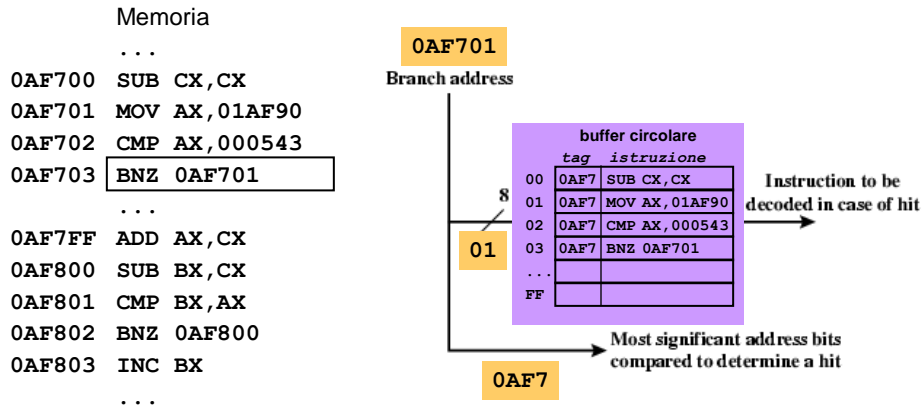 Memoria
...
0AF700 SUB CX,CX
0AF701 MOV AX,01AF90
0AF702 CMP AX,000543
0AF703 BNZ 0AF701
...
0AF7FF ADD AX,CX
0AF800 SUB BX,CX
0AF801 CMP BX,AX
0AF802 BNZ 0AF800
0AF803 INC BX
...
0AF701
Branch address
8
01
buffer circolare
tag istruzione
00 0AF7 SUB CX,CX
01 0AF7 MOV AX,01AF90
02 0AF7 CMP AX,000543
03 0AF7 BNZ 0AF701
...
FF
Instruction to be
decoded in case of hit
Most significant address bits
compared to determine a hit
0AF7